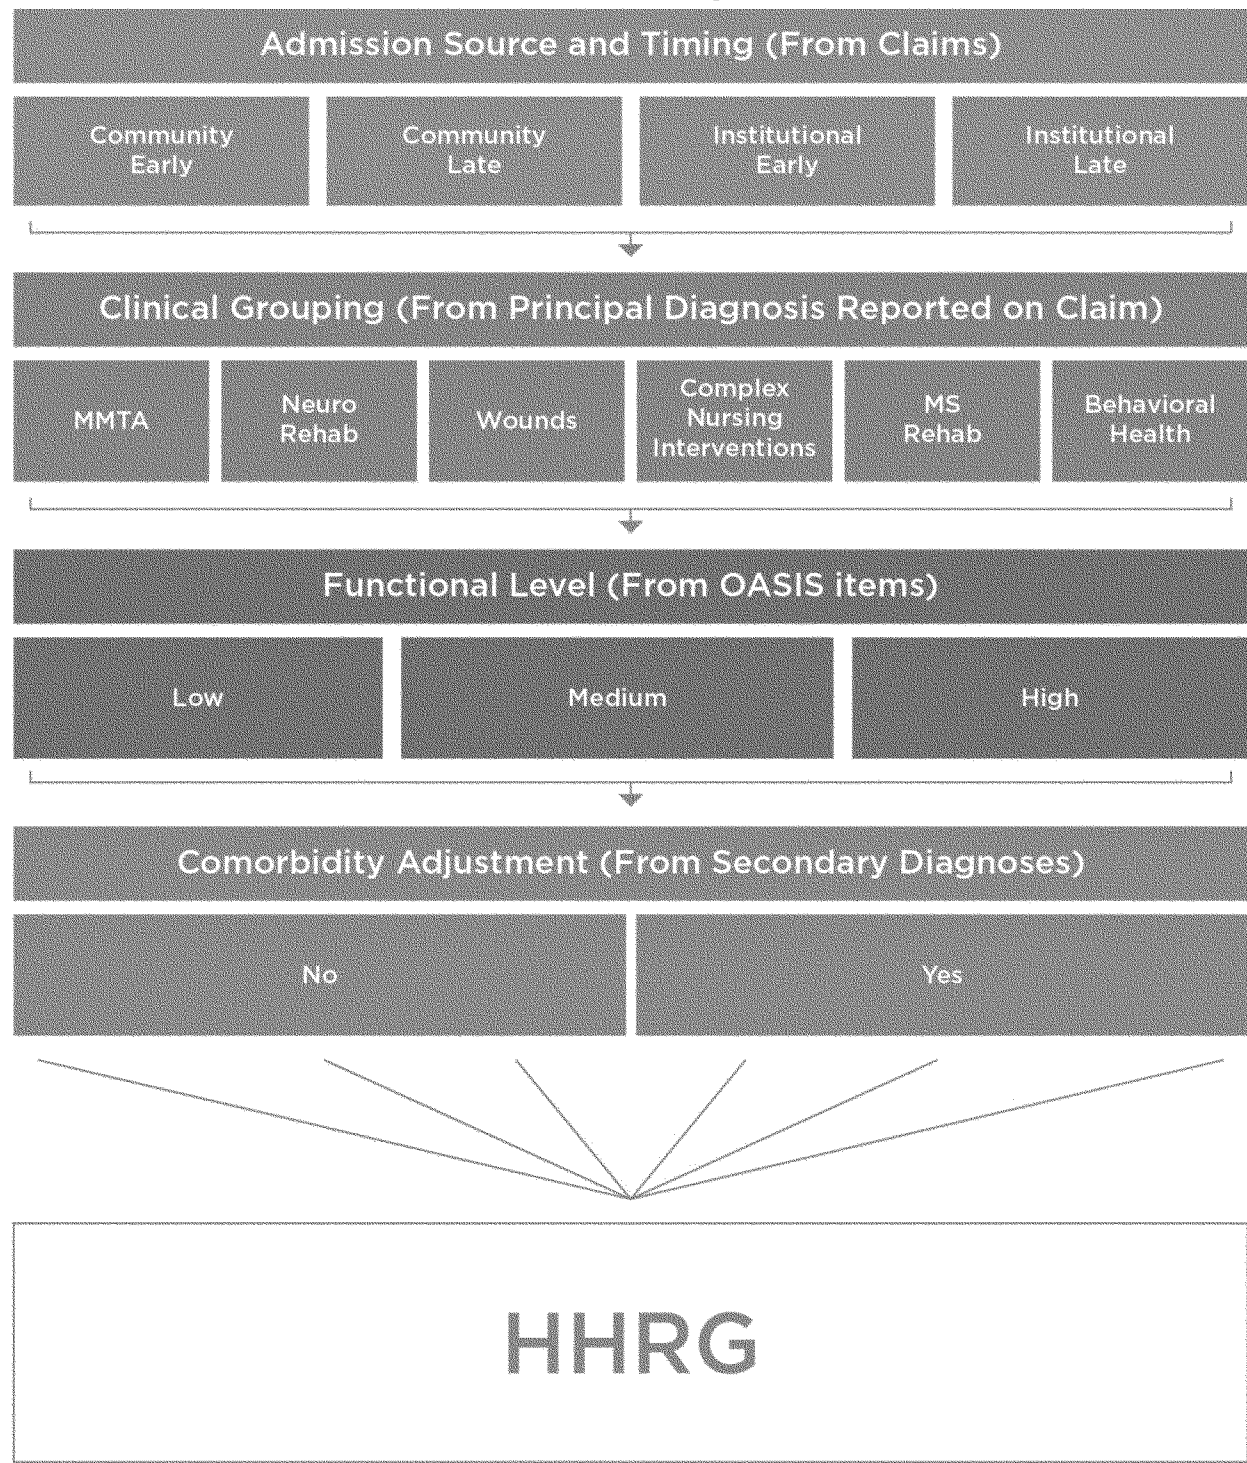 Admission Source and Timing (From Claims)
Community
Early
Community
Late
Institutional
Early
Institutional
Late
Clinical Grouping (From Principal Diagnosis Reported on Claim)
MMTA
Neuro
Rehab
Wounds
Complex
Nursing
Interventions
MS
Rehab
Behavioral
Health
Functional Level (From OASIS items)
Low
Medium
High
Comorbidity Adjustment (From Secondary Diagnoses)
No
Yes
HHRG